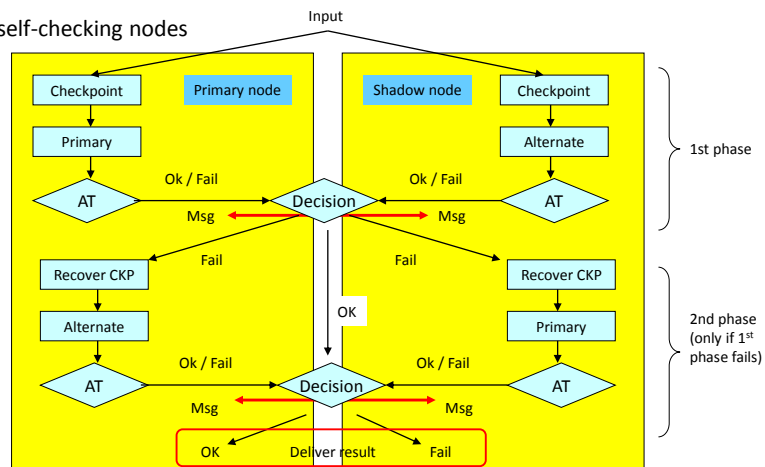 Input
self-checking nodes
Checkpoint
Primary node
Shadow node
Checkpoint
Primary
Alternate
1st phase
AT
Ok / Fail
Decision
Ok / Fail
AT
Msg
Msg
Recover CKP
Fail
Fail
Recover CKP
OK
Alternate
Primary
2nd phase
(only if 1st
phase fails)
Ok / Fail
Ok / Fail
AT
Decision
AT
Msg
Msg
OK
Deliver result
Fail